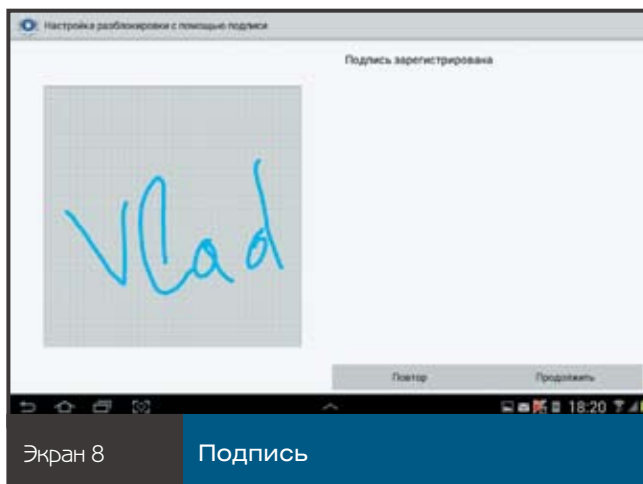 Настройка разблокировки с помощью подписи
Подпись зарегистрирована
Vlad
Повтор Продолжить
18:20
Экран 8 Подпись